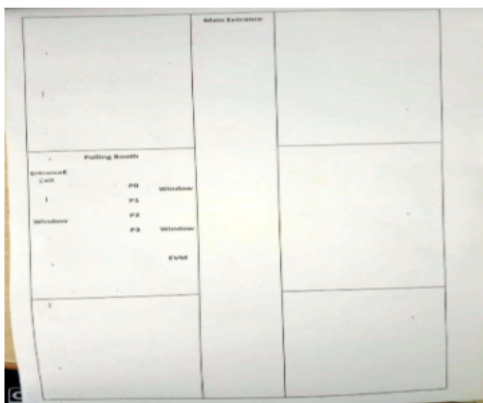 Main Entrance
Polling Booth
Entrance
Exit
P0
Window
P1
P2
Window
P3
Window
EVM